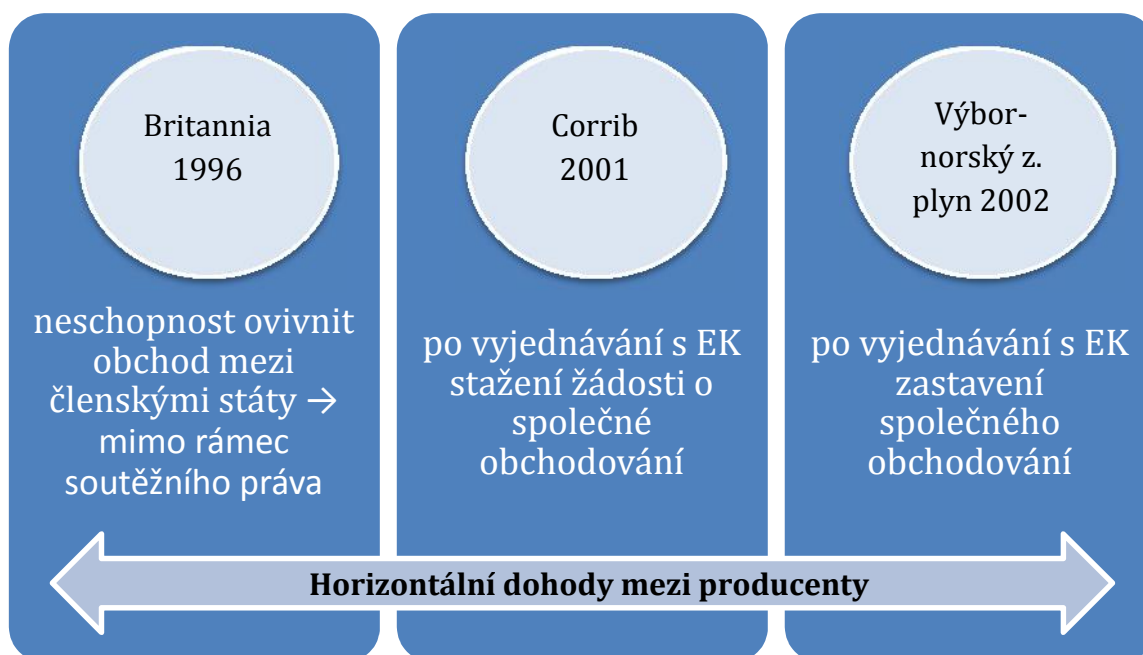 Britannia
1996
neschopnost ovivnit
obchod mezi
členskými státy →
mimo rámec
soutěžního práva
Corrib
2001
po vyjednávání s EK
stažení žádosti o
společné
obchodování
Výbor-
norský z.
plyn 2002
po vyjednávání s EK
zastavení
společného
obchodování
Horizontální dohody mezi producenty